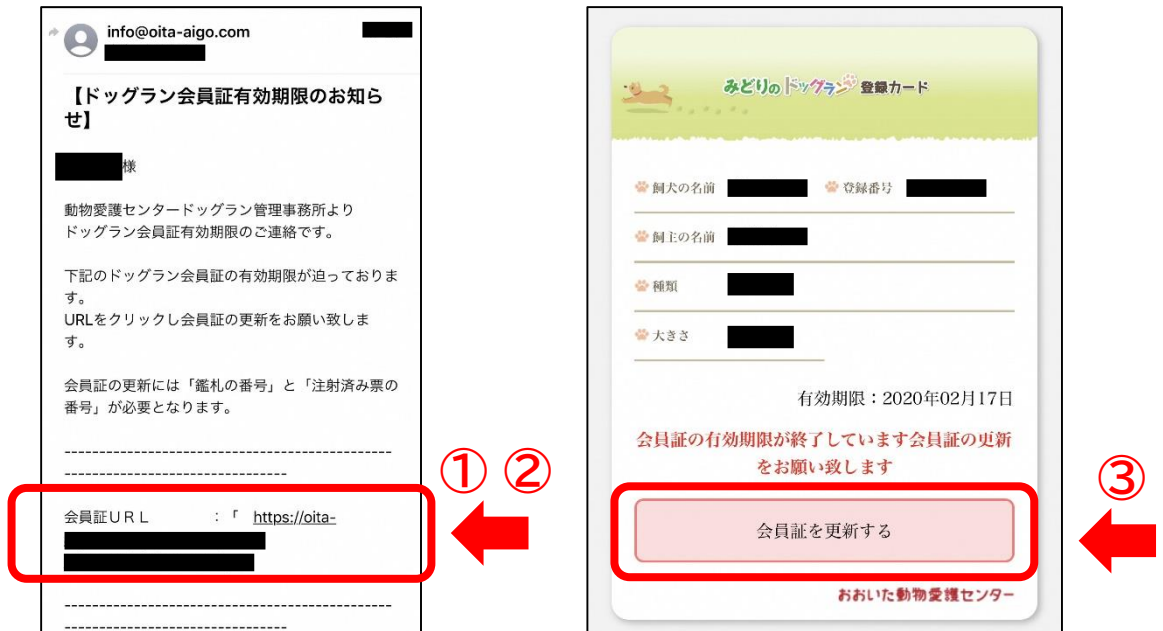 info@oita-aigo.com
【ドッグラン会員証有効期限のお知ら
せ】
様
動物愛護センタードッグラン管理事務所より
ドッグラン会員証有効期限のご連絡です。
下記のドッグラン会員証の有効期限が迫っておりま
す。
URLをクリックし会員証の更新をお願い致しま
す。
会員証の更新には「鑑札の番号」と「注射済み票の
番号」が必要となります。
-----------------------------------------------
--------------------------------
会員証ＵＲＬ　　　：「 https://oita-
-----------------------------------------------
--------------------------------
① ②
みどりのドッグラン 登録カード
飼犬の名前 登録番号
飼主の名前
種類
大きさ
有効期限：2020年02月17日
会員証の有効期限が終了しています会員証の更新
をお願い致します
会員証を更新する
おおいた動物愛護センター
③